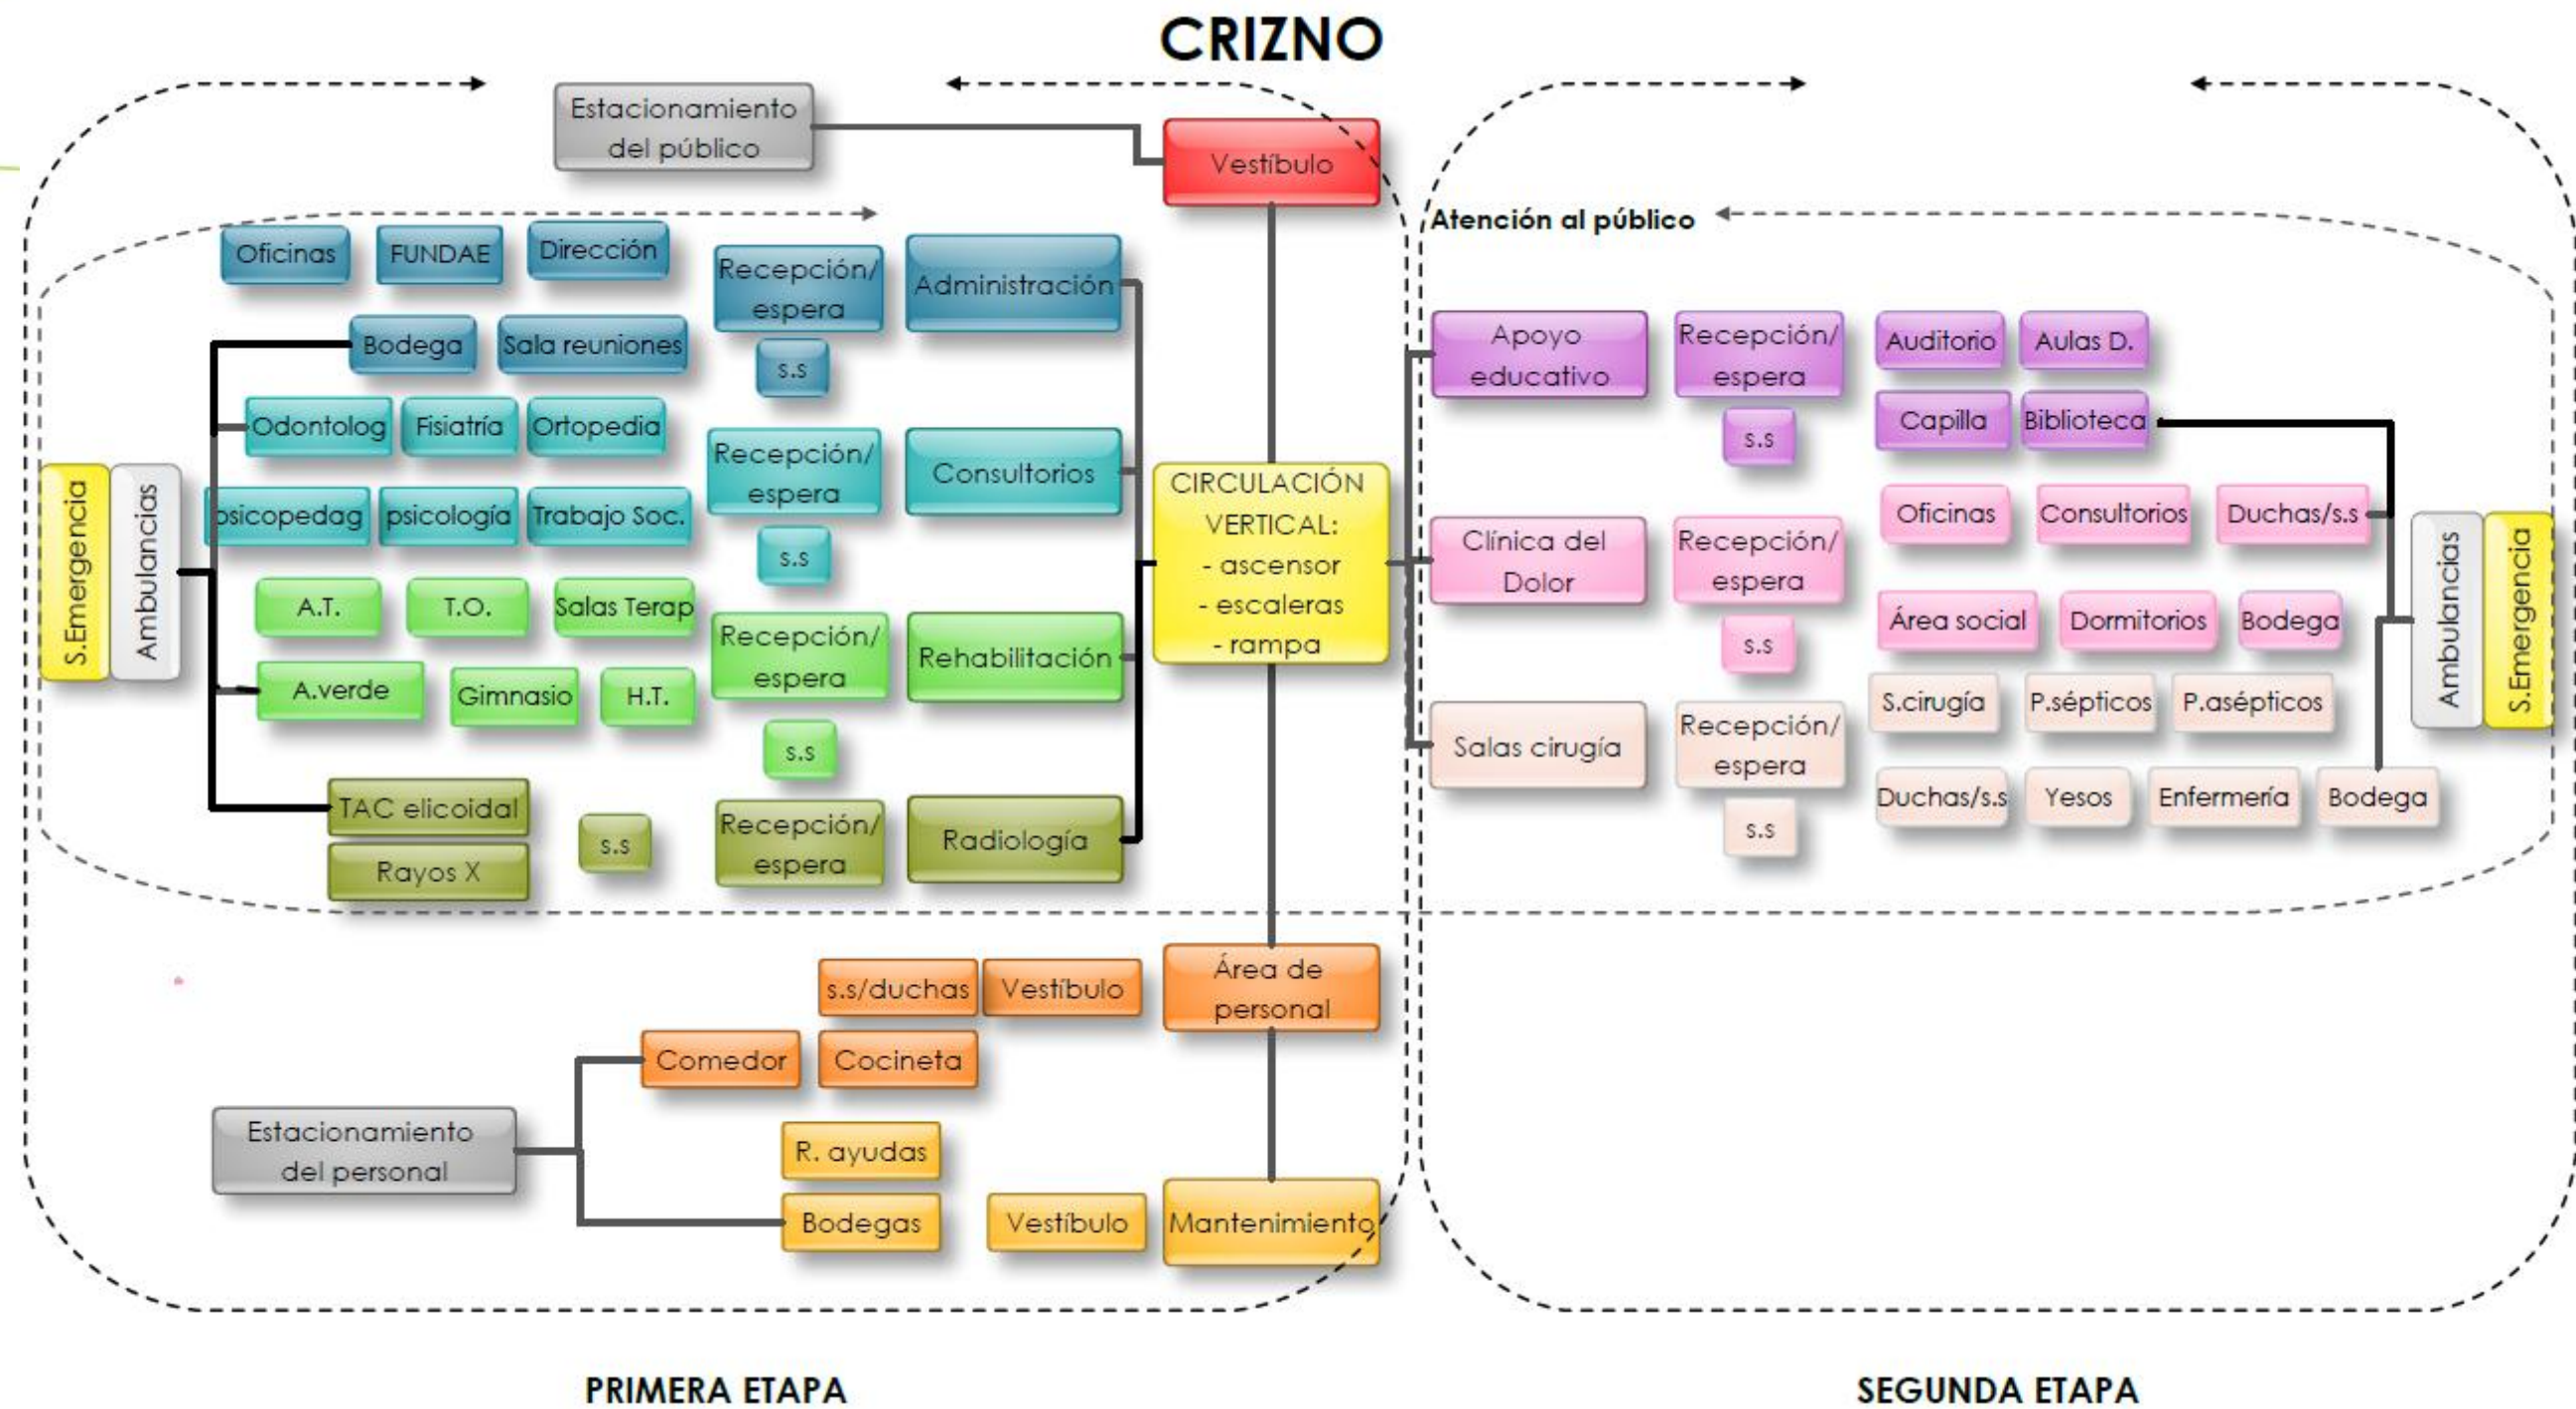 CRIZNO
Estacionamiento
del público
Vestíbulo
Atención al público
Oficinas
FUNDAE
Dirección
Recepción/
espera
Administración
Bodega
Sala reuniones
s.s
Odontolog
Fisiatría
Ortopedia
Recepción/
espera
Consultorios
psicopedag
psicología
Trabajo Soc.
s.s
S.Emergencia
Ambulancias
A.T.
T.O.
Salas Terap
Recepción/
espera
Rehabilitación
A.verde
Gimnasio
H.T.
s.s
TAC elicoidal
Rayos X
s.s
Recepción/
espera
Radiología
CIRCULACIÓN
VERTICAL:
- ascensor
- escaleras
- rampa
Apoyo
educativo
Recepción/
espera
s.s
Auditorio
Aulas D.
Capilla
Biblioteca
Clínica del
Dolor
Recepción/
espera
s.s
Oficinas
Consultorios
Duchas/s.s
Área social
Dormitorios
Bodega
Salas cirugía
Recepción/
espera
s.s
S.cirugía
P.sépticos
P.asépticos
Duchas/s.s
Yesos
Enfermería
Bodega
Ambulancias
S.Emergencia
s.s/duchas
Vestíbulo
Área de
personal
Comedor
Cocineta
Estacionamiento
del personal
R. ayudas
Bodegas
Vestíbulo
Mantenimiento
PRIMERA ETAPA
SEGUNDA ETAPA